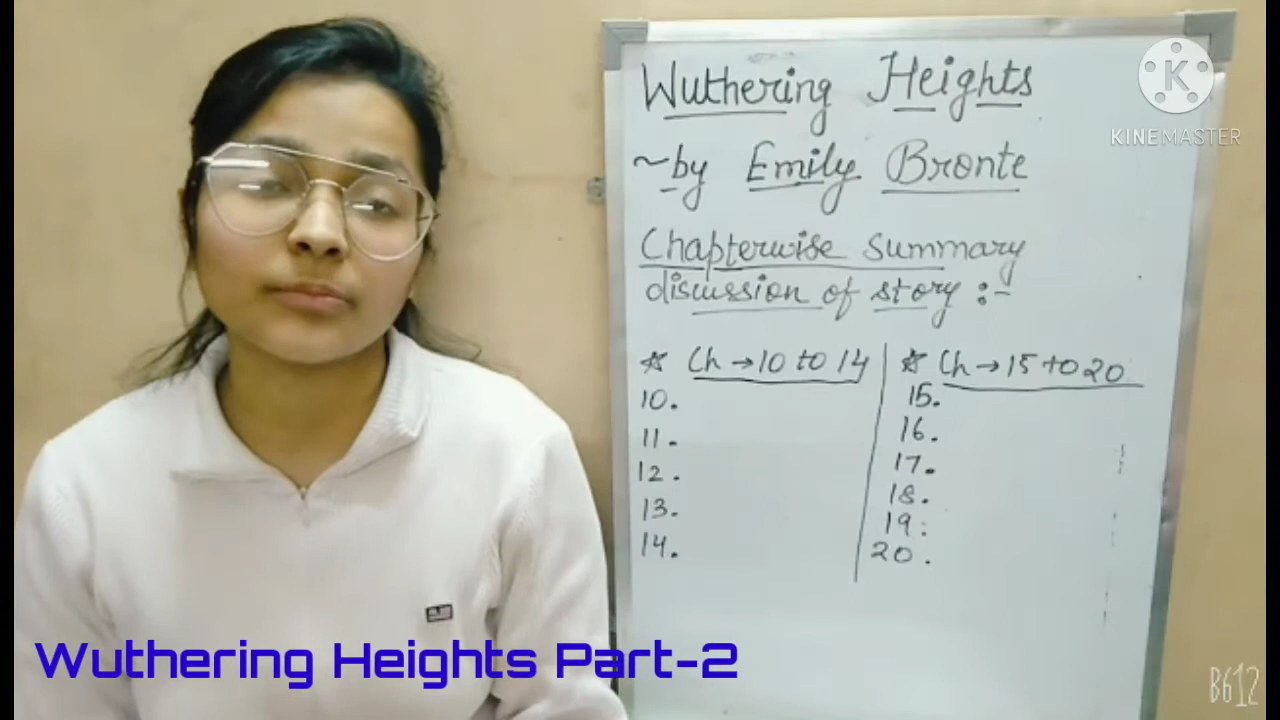 Wuthering Heights
~by Emily Bronte
Chapterwise summary
discussion of story :-
☆ Ch → 10 to 14
10.
11.
12.
13.
14.
☆ Ch → 15 to 20
15.
16.
17.
18.
19:
20.
K
KINEMASTER
Wuthering Heights Part-2
B612